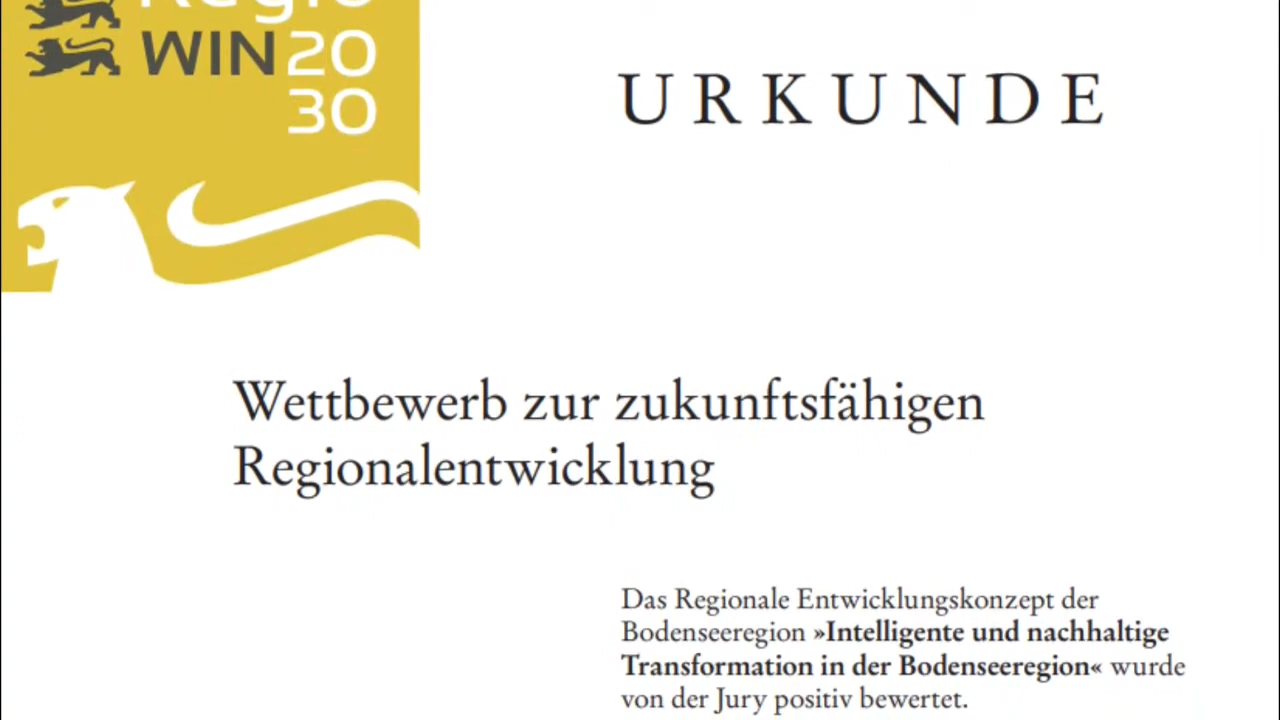 Regio
WIN 20
30
URKUNDE
Wettbewerb zur zukunftsfähigen
Regionalentwicklung
Das Regionale Entwicklungskonzept der
Bodenseeregion »Intelligente und nachhaltige
Transformation in der Bodenseeregion« wurde
von der Jury positiv bewertet.